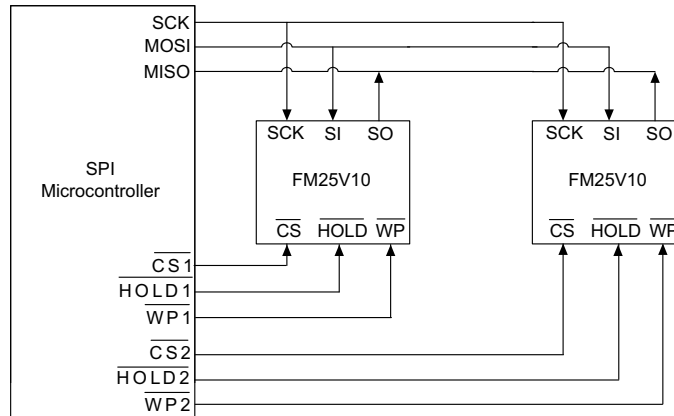 SCK
MOSI
MISO
SPI
Microcontroller
CS1
HOLD1
WP1
CS2
HOLD2
WP2
SCK SI SO
FM25V10
CS HOLD WP
SCK SI SO
FM25V10
CS HOLD WP